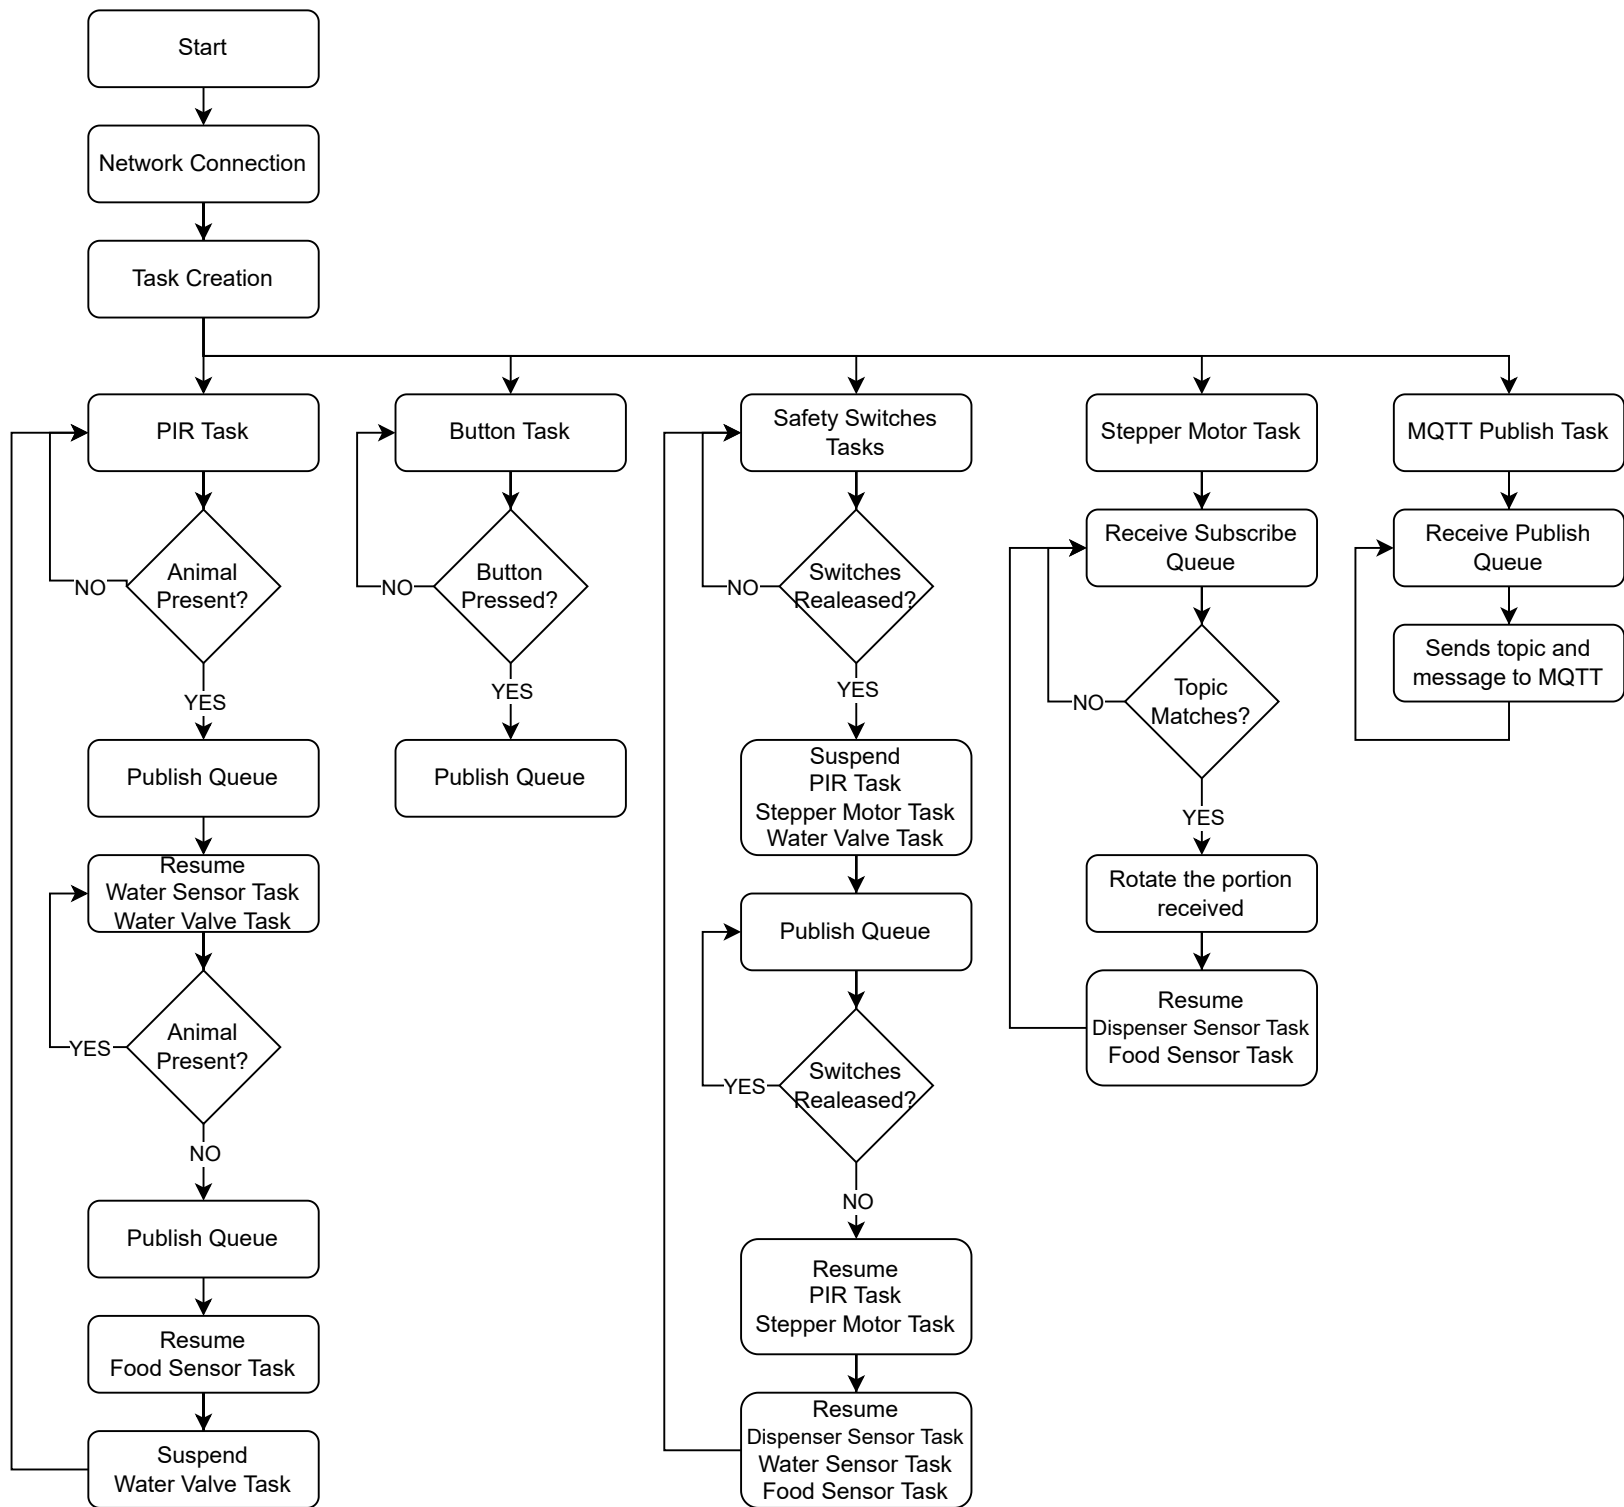 Start
Network Connection
Task Creation
PIR Task
Animal
Present?
NO
YES
Publish Queue
Resume
Water Sensor Task
Water Valve Task
Animal
Present?
YES
NO
Publish Queue
Resume
Food Sensor Task
Suspend
Water Valve Task
Button Task
Button
Pressed?
NO
YES
Publish Queue
Safety Switches
Tasks
Switches
Realeased?
NO
YES
Suspend
PIR Task
Stepper Motor Task
Water Valve Task
Publish Queue
Switches
Realeased?
YES
NO
Resume
PIR Task
Stepper Motor Task
Resume
Dispenser Sensor Task
Water Sensor Task
Food Sensor Task
Stepper Motor Task
Receive Subscribe
Queue
Topic
Matches?
NO
YES
Rotate the portion
received
Resume
Dispenser Sensor Task
Food Sensor Task
MQTT Publish Task
Receive Publish
Queue
Sends topic and
message to MQTT